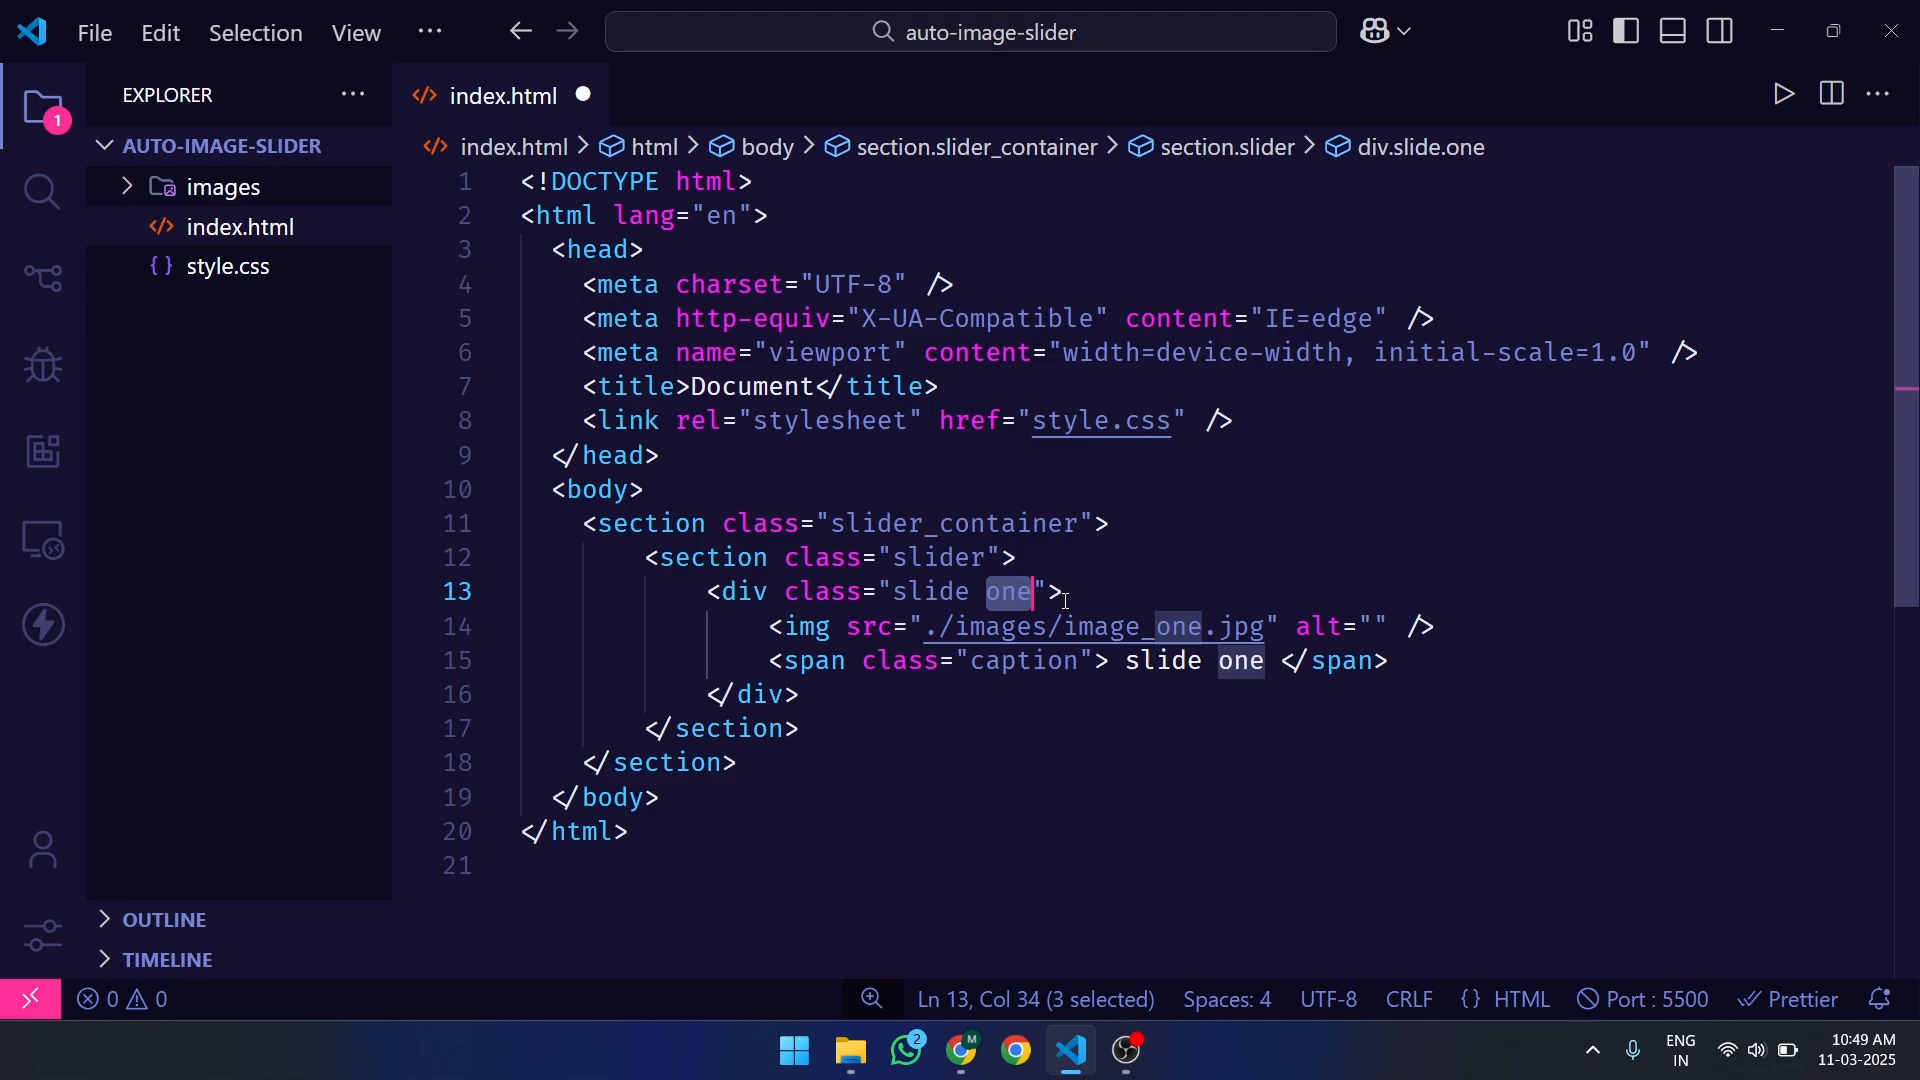 File Edit Selection View ··· auto-image-slider
EXPLORER ···
index.html
1
AUTO-IMAGE-SLIDER
images
index.html
style.css
index.html > html > body > section.slider_container > section.slider > div.slide.one
1 <!DOCTYPE html>
2 <html lang="en">
3 <head>
4 <meta charset="UTF-8" />
5 <meta http-equiv="X-UA-Compatible" content="IE=edge" />
6 <meta name="viewport" content="width=device-width, initial-scale=1.0" />
7 <title>Document</title>
8 <link rel="stylesheet" href="style.css" />
9 </head>
10 <body>
11 <section class="slider_container">
12 <section class="slider">
13 <div class="slide one">
14 <img src="./images/image_one.jpg" alt="" />
15 <span class="caption"> slide one </span>
16 </div>
17 </section>
18 </section>
19 </body>
20 </html>
21
OUTLINE
TIMELINE
0 0 Ln 13, Col 34 (3 selected) Spaces: 4 UTF-8 CRLF {} HTML Port : 5500 Prettier
2 M ENG 10:49 AM
IN 11-03-2025